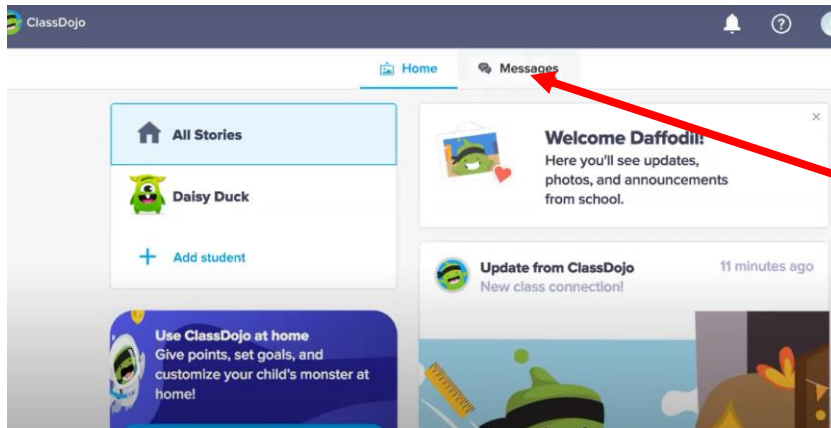 ClassDojo
Home
Messages
All Stories
Daisy Duck
Add student
Use ClassDojo at home
Give points, set goals, and
customize your child's monster at
home!
Welcome Daffodil!
Here you'll see updates,
photos, and announcements
from school.
Update from ClassDojo
11 minutes ago
New class connection!